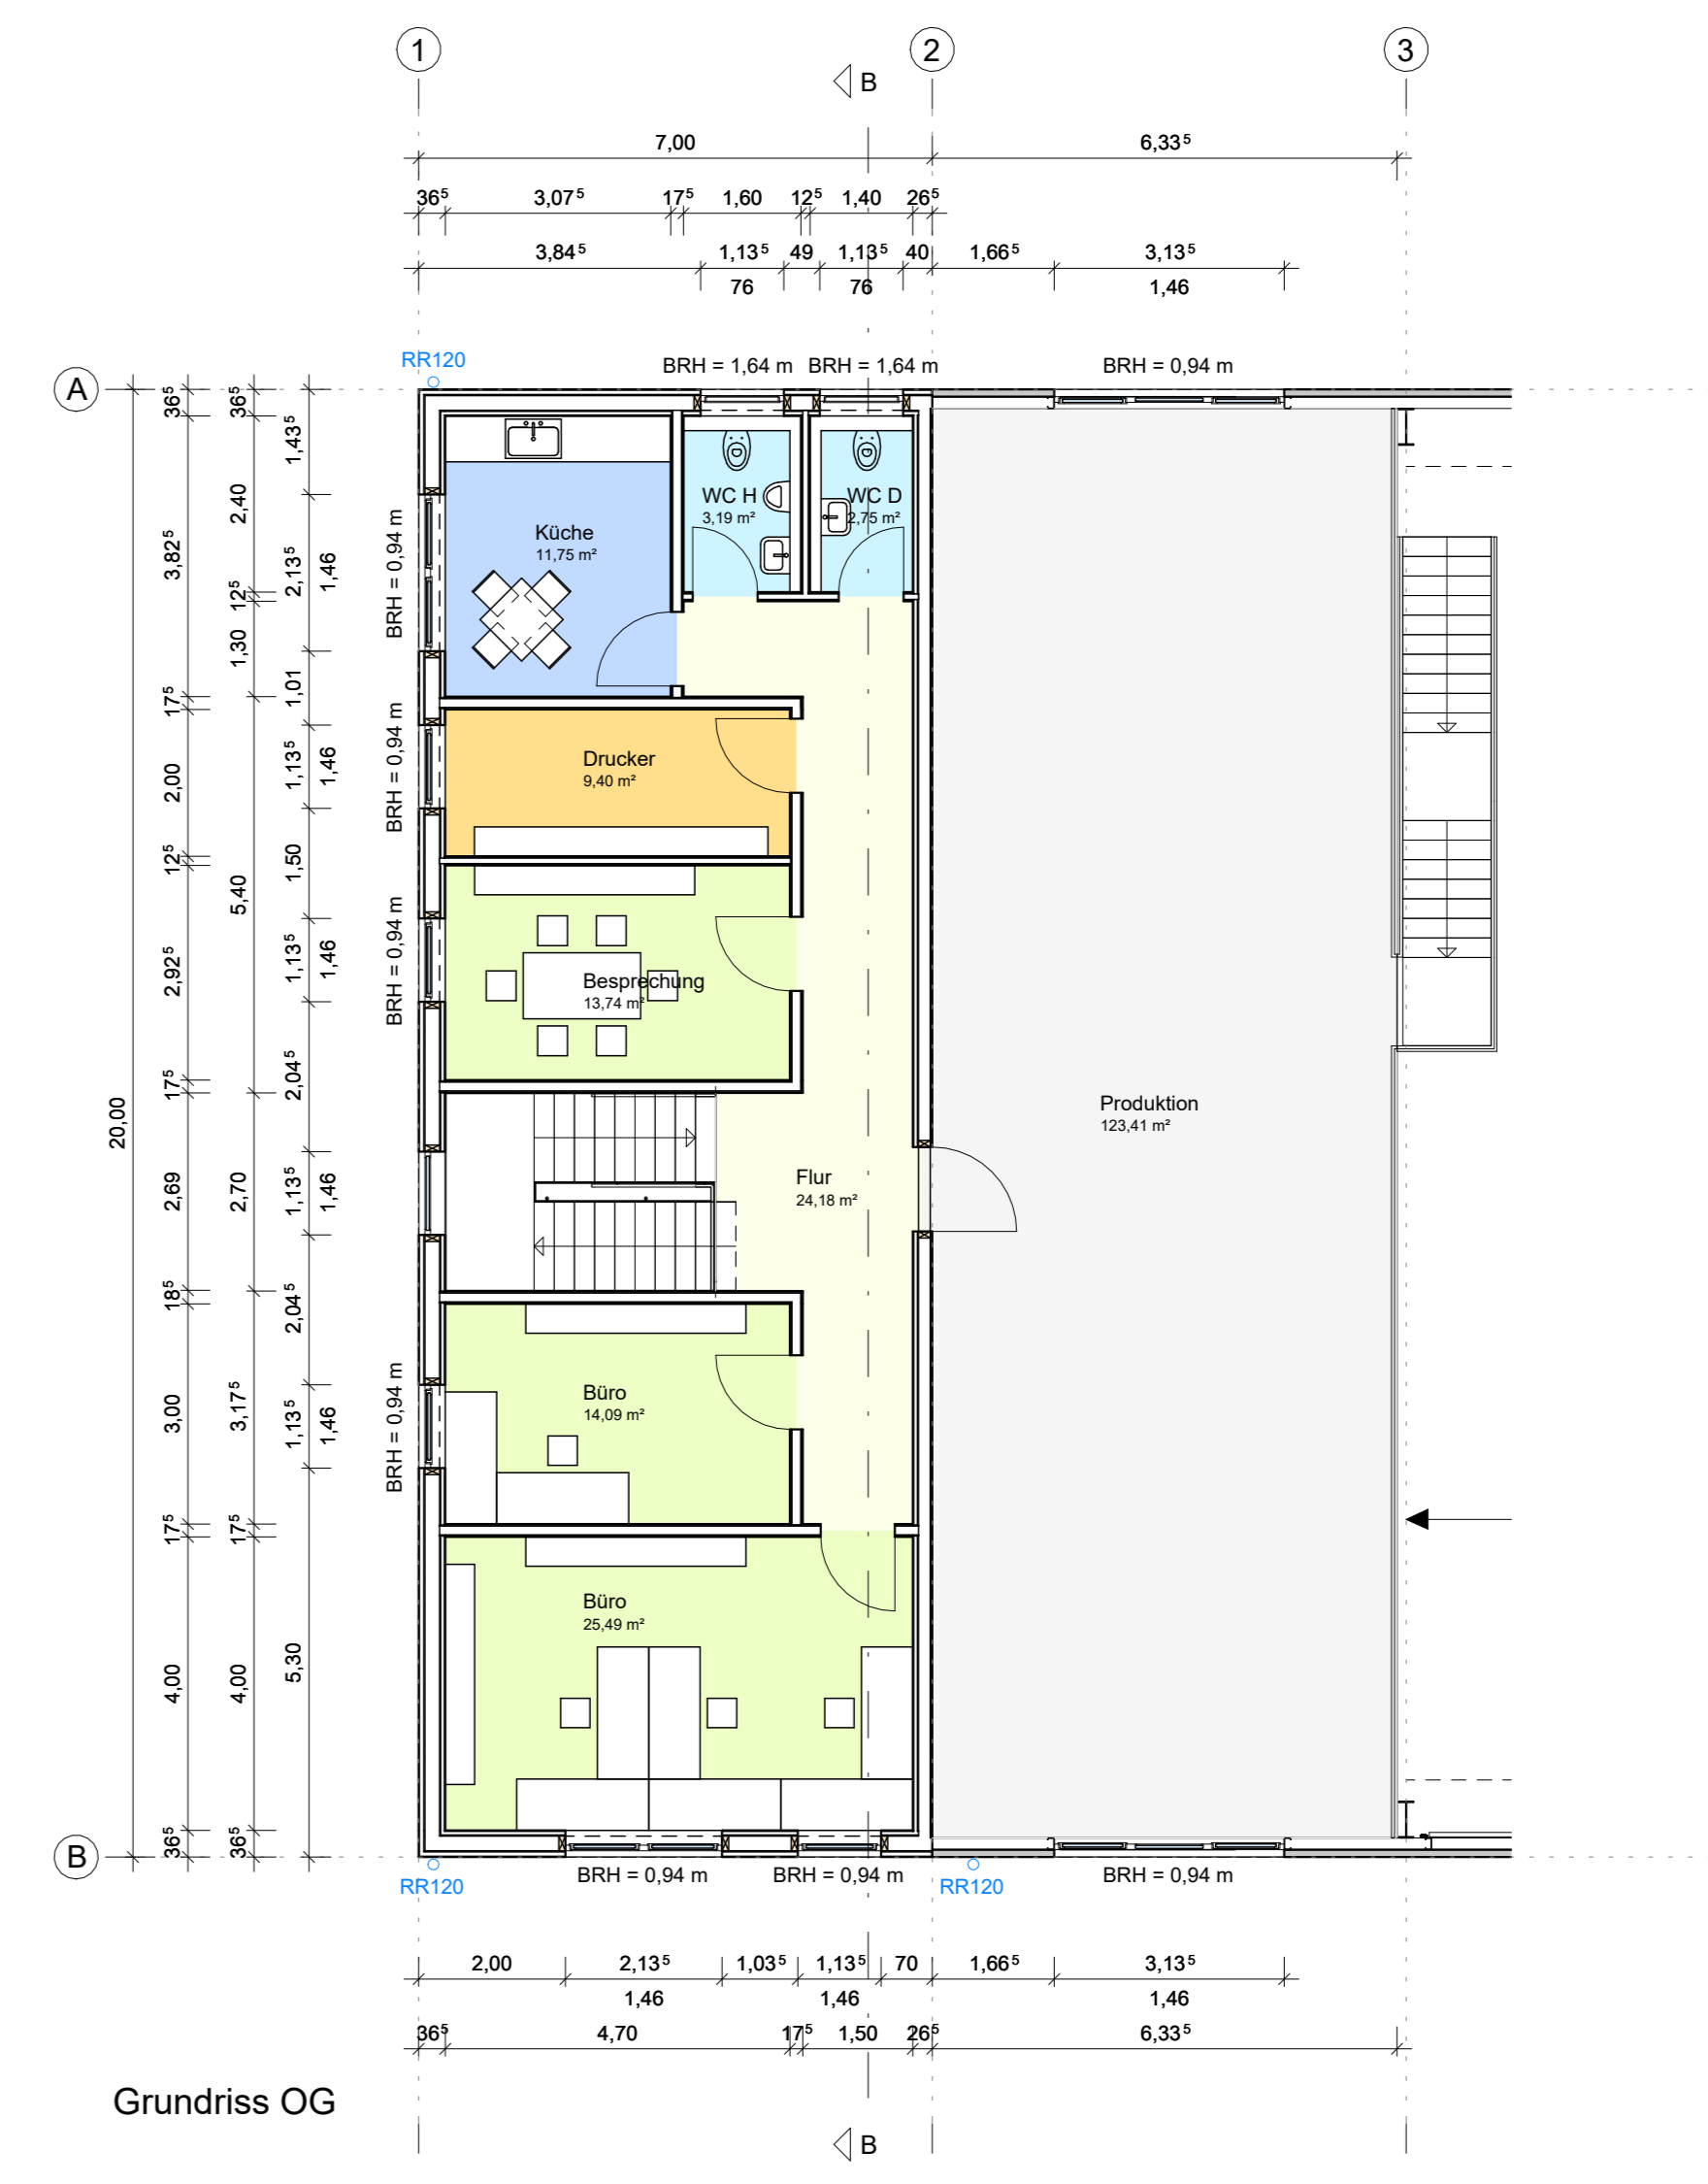 1 2 3
B
7,00 6,33⁵
36⁵ 3,07⁵ 17⁵ 1,60 12⁵ 1,40 26⁵
3,84⁵ 1,13⁵ 49 1,13⁵ 40 1,66⁵ 3,13⁵
76 76 1,46
RR120
BRH = 1,64 m BRH = 1,64 m BRH = 0,94 m
A
20,00
36⁵ 3,82⁵ 17⁵ 2,00 12⁵ 2,92⁵ 17⁵ 2,69 18⁵ 3,00 17⁵ 4,00 36⁵
36⁵ 2,40 12⁵ 1,30 5,40 2,70 3,17⁵ 17⁵ 4,00 36⁵
1,43⁵ 2,13⁵ 1,01 1,13⁵ 1,50 1,13⁵ 2,04⁵ 1,13⁵ 2,04⁵ 1,13⁵ 5,30
1,46 1,46 1,46 1,46 1,46
BRH = 0,94 m
BRH = 0,94 m
BRH = 0,94 m
BRH = 0,94 m
WC H
3,19 m²
WC D
2,75 m²
Küche
11,75 m²
Drucker
9,40 m²
Besprechung
13,74 m²
Produktion
123,41 m²
Flur
24,18 m²
Büro
14,09 m²
Büro
25,49 m²
B
BRH = 0,94 m BRH = 0,94 m BRH = 0,94 m
RR120 RR120
2,00 2,13⁵ 1,03⁵ 1,13⁵ 70 1,66⁵ 3,13⁵
1,46 1,46 1,46
36⁵ 4,70 17⁵ 1,50 26⁵ 6,33⁵
Grundriss OG
B